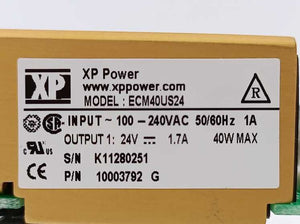 XP
XP Power
www.xppower.com
MODEL: ECM40US24
INPUT ~ 100-240VAC 50/60Hz 1A
OUTPUT 1: 24V 1.7A 40W MAX
S/N K11280251
P/N 10003792 G
R